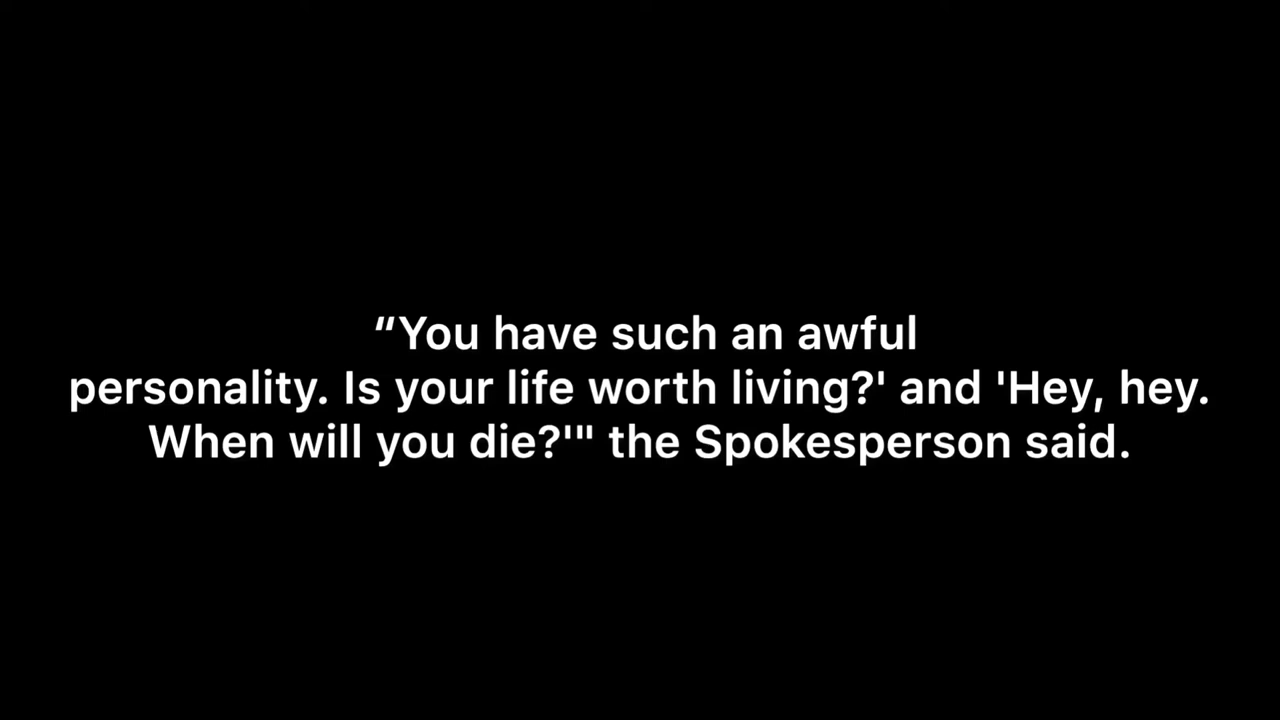 “You have such an awful
personality. Is your life worth living?' and 'Hey, hey.
When will you die?'" the Spokesperson said.